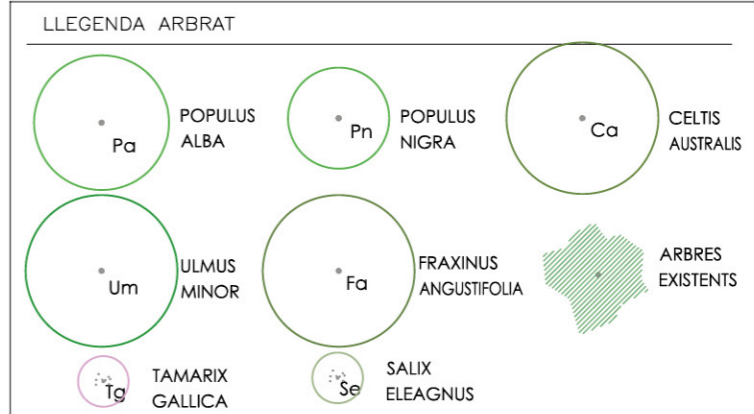 LLEGENDA ARBRAT
Pa
POPULUS
ALBA
Pn
POPULUS
NIGRA
Ca
CELTIS
AUSTRALIS
Um
ULMUS
MINOR
Fa
FRAXINUS
ANGUSTIFOLIA
ARBRES
EXISTENTS
Tg
TAMARIX
GALLICA
Se
SALIX
ELEAGNUS